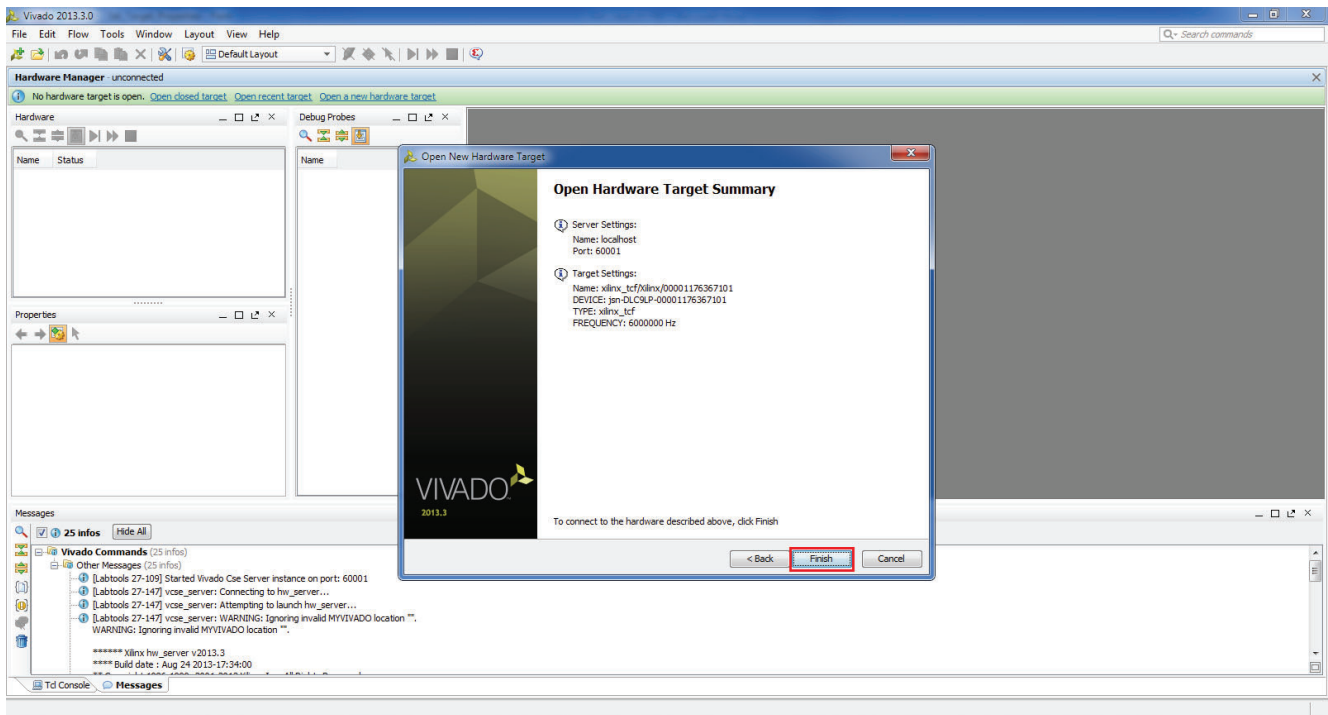 Vivado 2013.3.0
File Edit Flow Tools Window Layout View Help
Search commands
Default Layout
Hardware Manager - unconnected
No hardware target is open. Open closed target Open recent target Open a new hardware target
Hardware
Debug Probes
Name Status
Name
Properties
Open New Hardware Target
Open Hardware Target Summary
Server Settings:
Name: localhost
Port: 60001
Target Settings:
Name: xilinx_tcf/Xilinx/00001176367101
DEVICE: jsn-DLC9LP-00001176367101
TYPE: xilinx_tcf
FREQUENCY: 6000000 Hz
VIVADO
2013.3
To connect to the hardware described above, click Finish
< Back Finish Cancel
Messages
25 infos Hide All
Vivado Commands (25 infos)
Other Messages (25 infos)
[Labtools 27-109] Started Vivado Cse Server instance on port: 60001
[Labtools 27-147] vcse_server: Connecting to hw_server...
[Labtools 27-147] vcse_server: Attempting to launch hw_server...
[Labtools 27-147] vcse_server: WARNING: Ignoring invalid MYVIVADO location "".
WARNING: Ignoring invalid MYVIVADO location "".
****** Xilinx hw_server v2013.3
**** Build date : Aug 24 2013-17:34:00
Tcl Console Messages